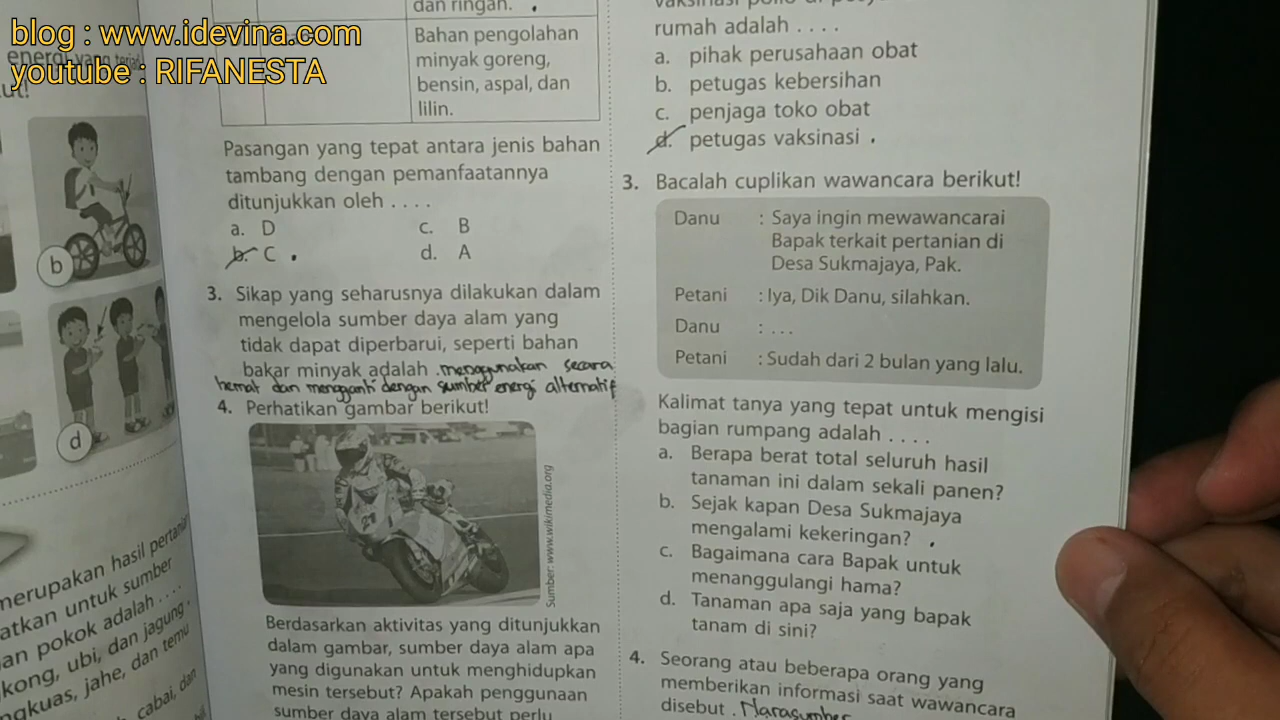 blog : www.idevina.com
youtube : RIFANESTA
energi yang
ut!
b
d
merupakan hasil
atkan untuk sumber
an pokok adalah . . . .
kong, ubi, dan jagung
ngkuas, jahe, dan temu
cabai, dan
dan ringan.
Bahan pengolahan
minyak goreng,
bensin, aspal, dan
lilin.
Pasangan yang tepat antara jenis bahan
tambang dengan pemanfaatannya
ditunjukkan oleh . . . .
a. D
c. B
b. C
d. A
3. Sikap yang seharusnya dilakukan dalam
mengelola sumber daya alam yang
tidak dapat diperbarui, seperti bahan
bakar minyak adalah . menggunakan secara
hemat dan mengganti dengan sumber energi alternatif
4. Perhatikan gambar berikut!
Sumber: www.wikimedia.org
Berdasarkan aktivitas yang ditunjukkan
dalam gambar, sumber daya alam apa
yang digunakan untuk menghidupkan
mesin tersebut? Apakah penggunaan
sumber daya alam tersebut perlu
rumah adalah . . . .
a. pihak perusahaan obat
b. petugas kebersihan
c. penjaga toko obat
d. petugas vaksinasi
3. Bacalah cuplikan wawancara berikut!
Danu : Saya ingin mewawancarai
Bapak terkait pertanian di
Desa Sukmajaya, Pak.
Petani : Iya, Dik Danu, silahkan.
Danu : . . .
Petani : Sudah dari 2 bulan yang lalu.
Kalimat tanya yang tepat untuk mengisi
bagian rumpang adalah . . . .
a. Berapa berat total seluruh hasil
tanaman ini dalam sekali panen?
b. Sejak kapan Desa Sukmajaya
mengalami kekeringan?
c. Bagaimana cara Bapak untuk
menanggulangi hama?
d. Tanaman apa saja yang bapak
tanam di sini?
4. Seorang atau beberapa orang yang
memberikan informasi saat wawancara
disebut . Narasumber